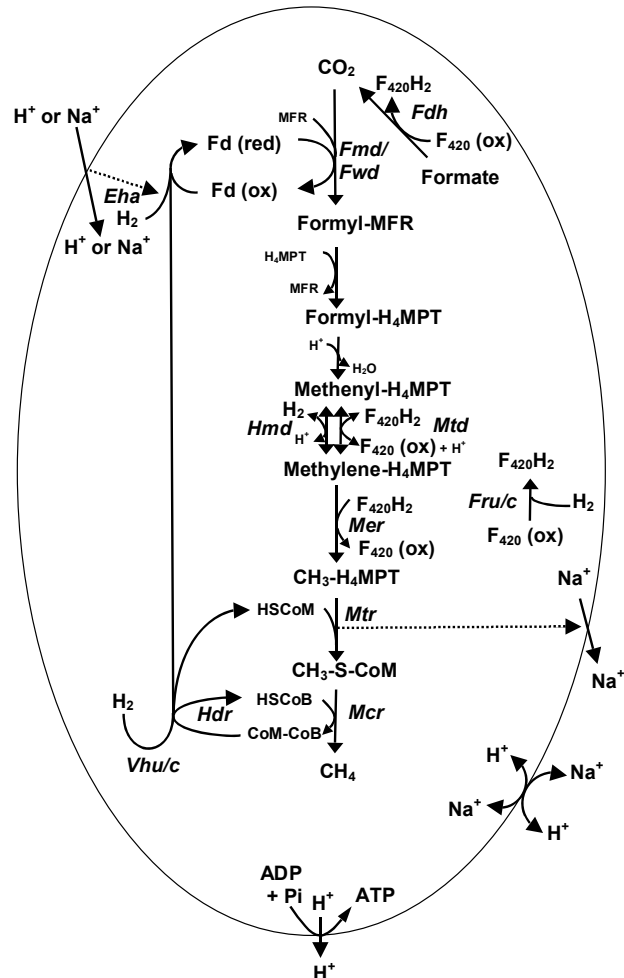 CO₂
F₄₂₀H₂
Fdh
F₄₂₀ (ox)
Formate
H⁺ or Na⁺
Eha
H₂
H⁺ or Na⁺
Fd (red)
Fd (ox)
MFR
Fmd/
Fwd
Formyl-MFR
H₄MPT
MFR
Formyl-H₄MPT
H⁺
H₂O
Methenyl-H₄MPT
H₂
Hmd
H⁺
F₄₂₀H₂
Mtd
F₄₂₀ (ox) + H⁺
Methylene-H₄MPT
F₄₂₀H₂
Mer
F₄₂₀ (ox)
F₄₂₀H₂
Fru/c
H₂
F₄₂₀ (ox)
CH₃-H₄MPT
HSCoM
Mtr
Na⁺
Na⁺
CH₃-S-CoM
H₂
Hdr
HSCoB
Mcr
CoM-CoB
Vhu/c
CH₄
H⁺
Na⁺
Na⁺
H⁺
ADP
+ Pi
H⁺
ATP
H⁺